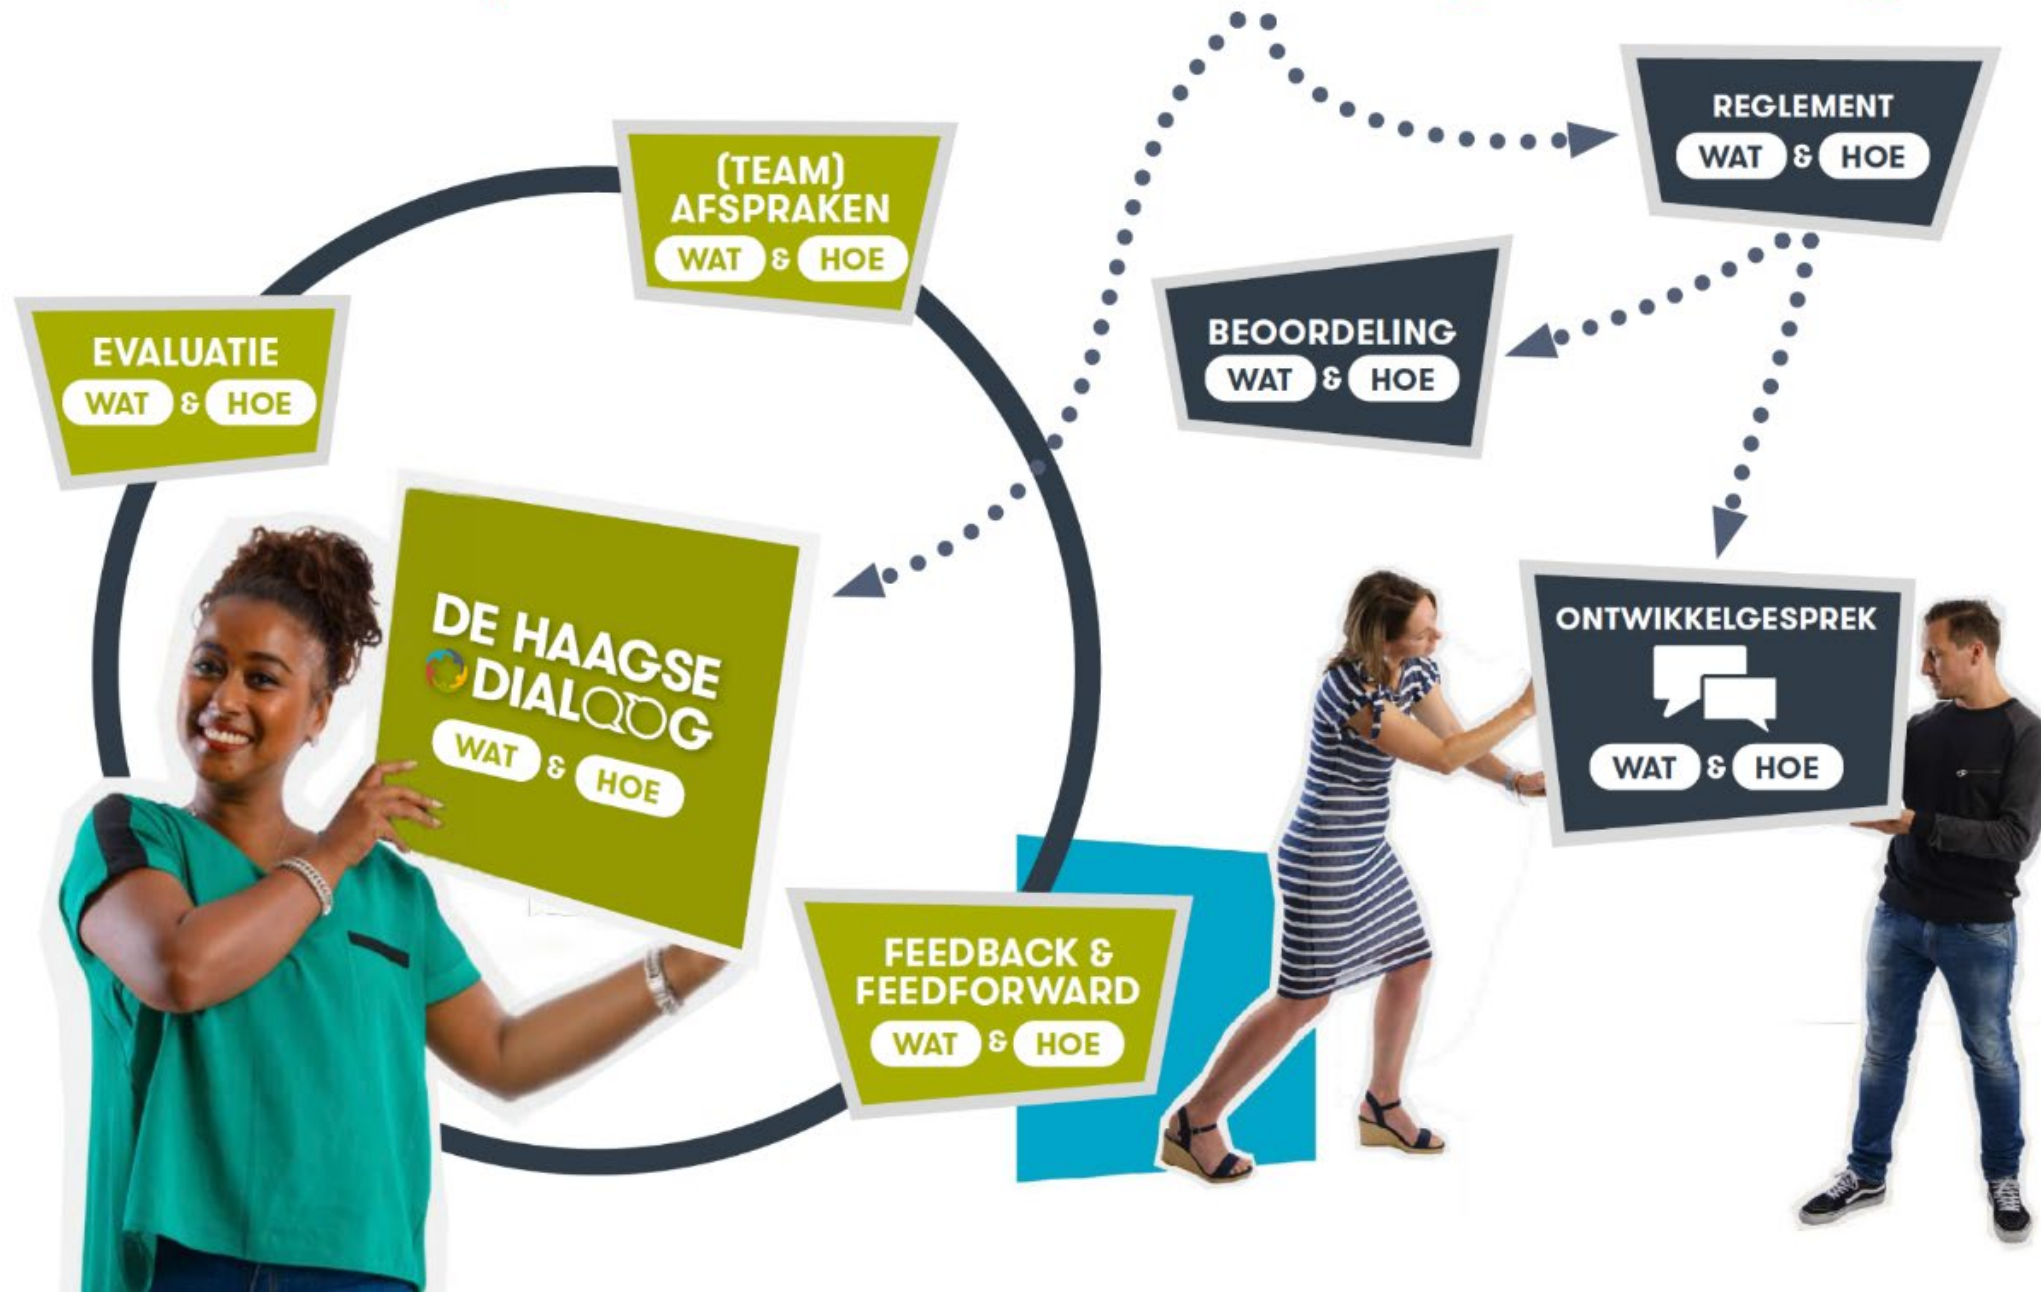 REGLEMENT
WAT & HOE
(TEAM)
AFSPRAKEN
WAT & HOE
BEOORDELING
WAT & HOE
EVALUATIE
WAT & HOE
DE HAAGSE
DIALOOG
WAT & HOE
ONTWIKKELGESPREK
WAT & HOE
FEEDBACK &
FEEDFORWARD
WAT & HOE